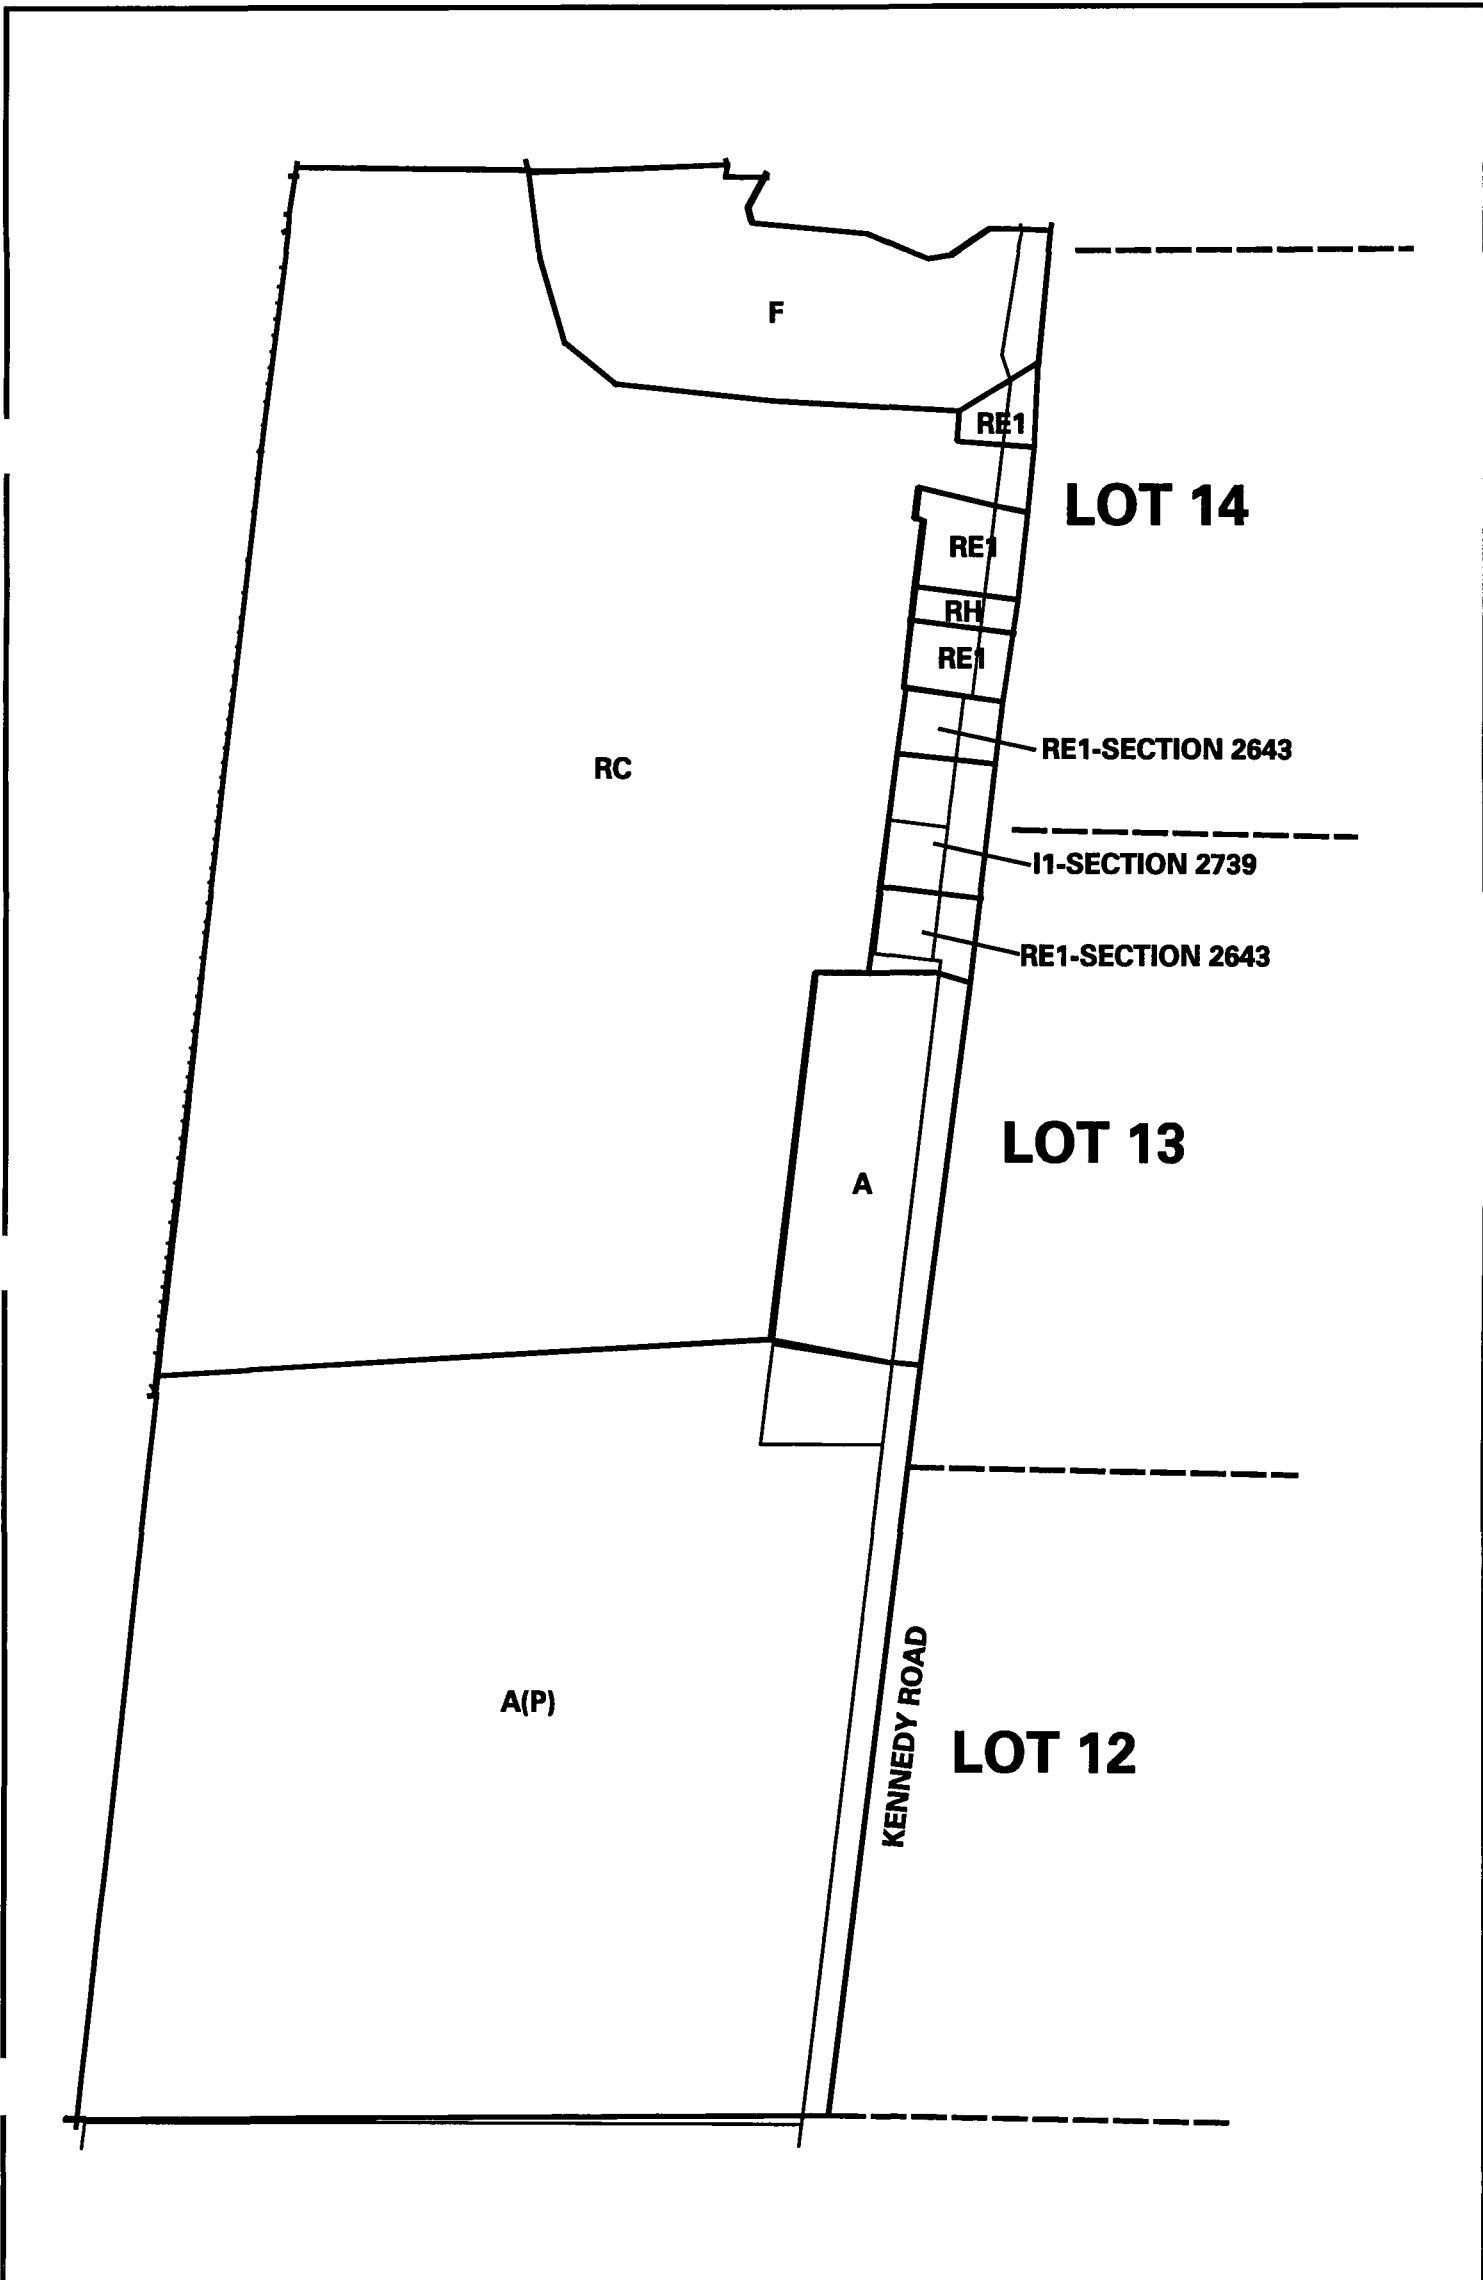 F
RE1
LOT 14
RE1
RH
RE1
RE1-SECTION 2643
RC
I1-SECTION 2739
RE1-SECTION 2643
LOT 13
A
A(P)
KENNEDY ROAD
LOT 12